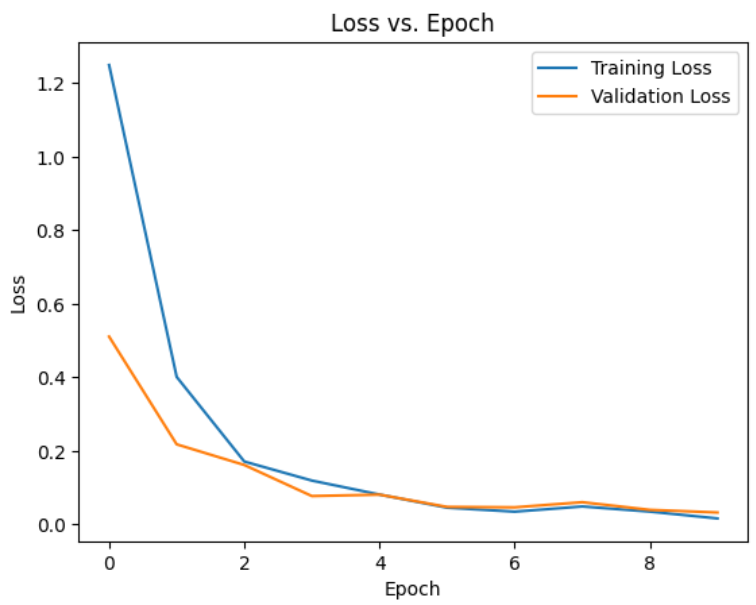 Loss vs. Epoch
Training Loss
Validation Loss
1.2
1.0
0.8
0.6
0.4
0.2
0.0
Loss
0 2 4 6 8
Epoch